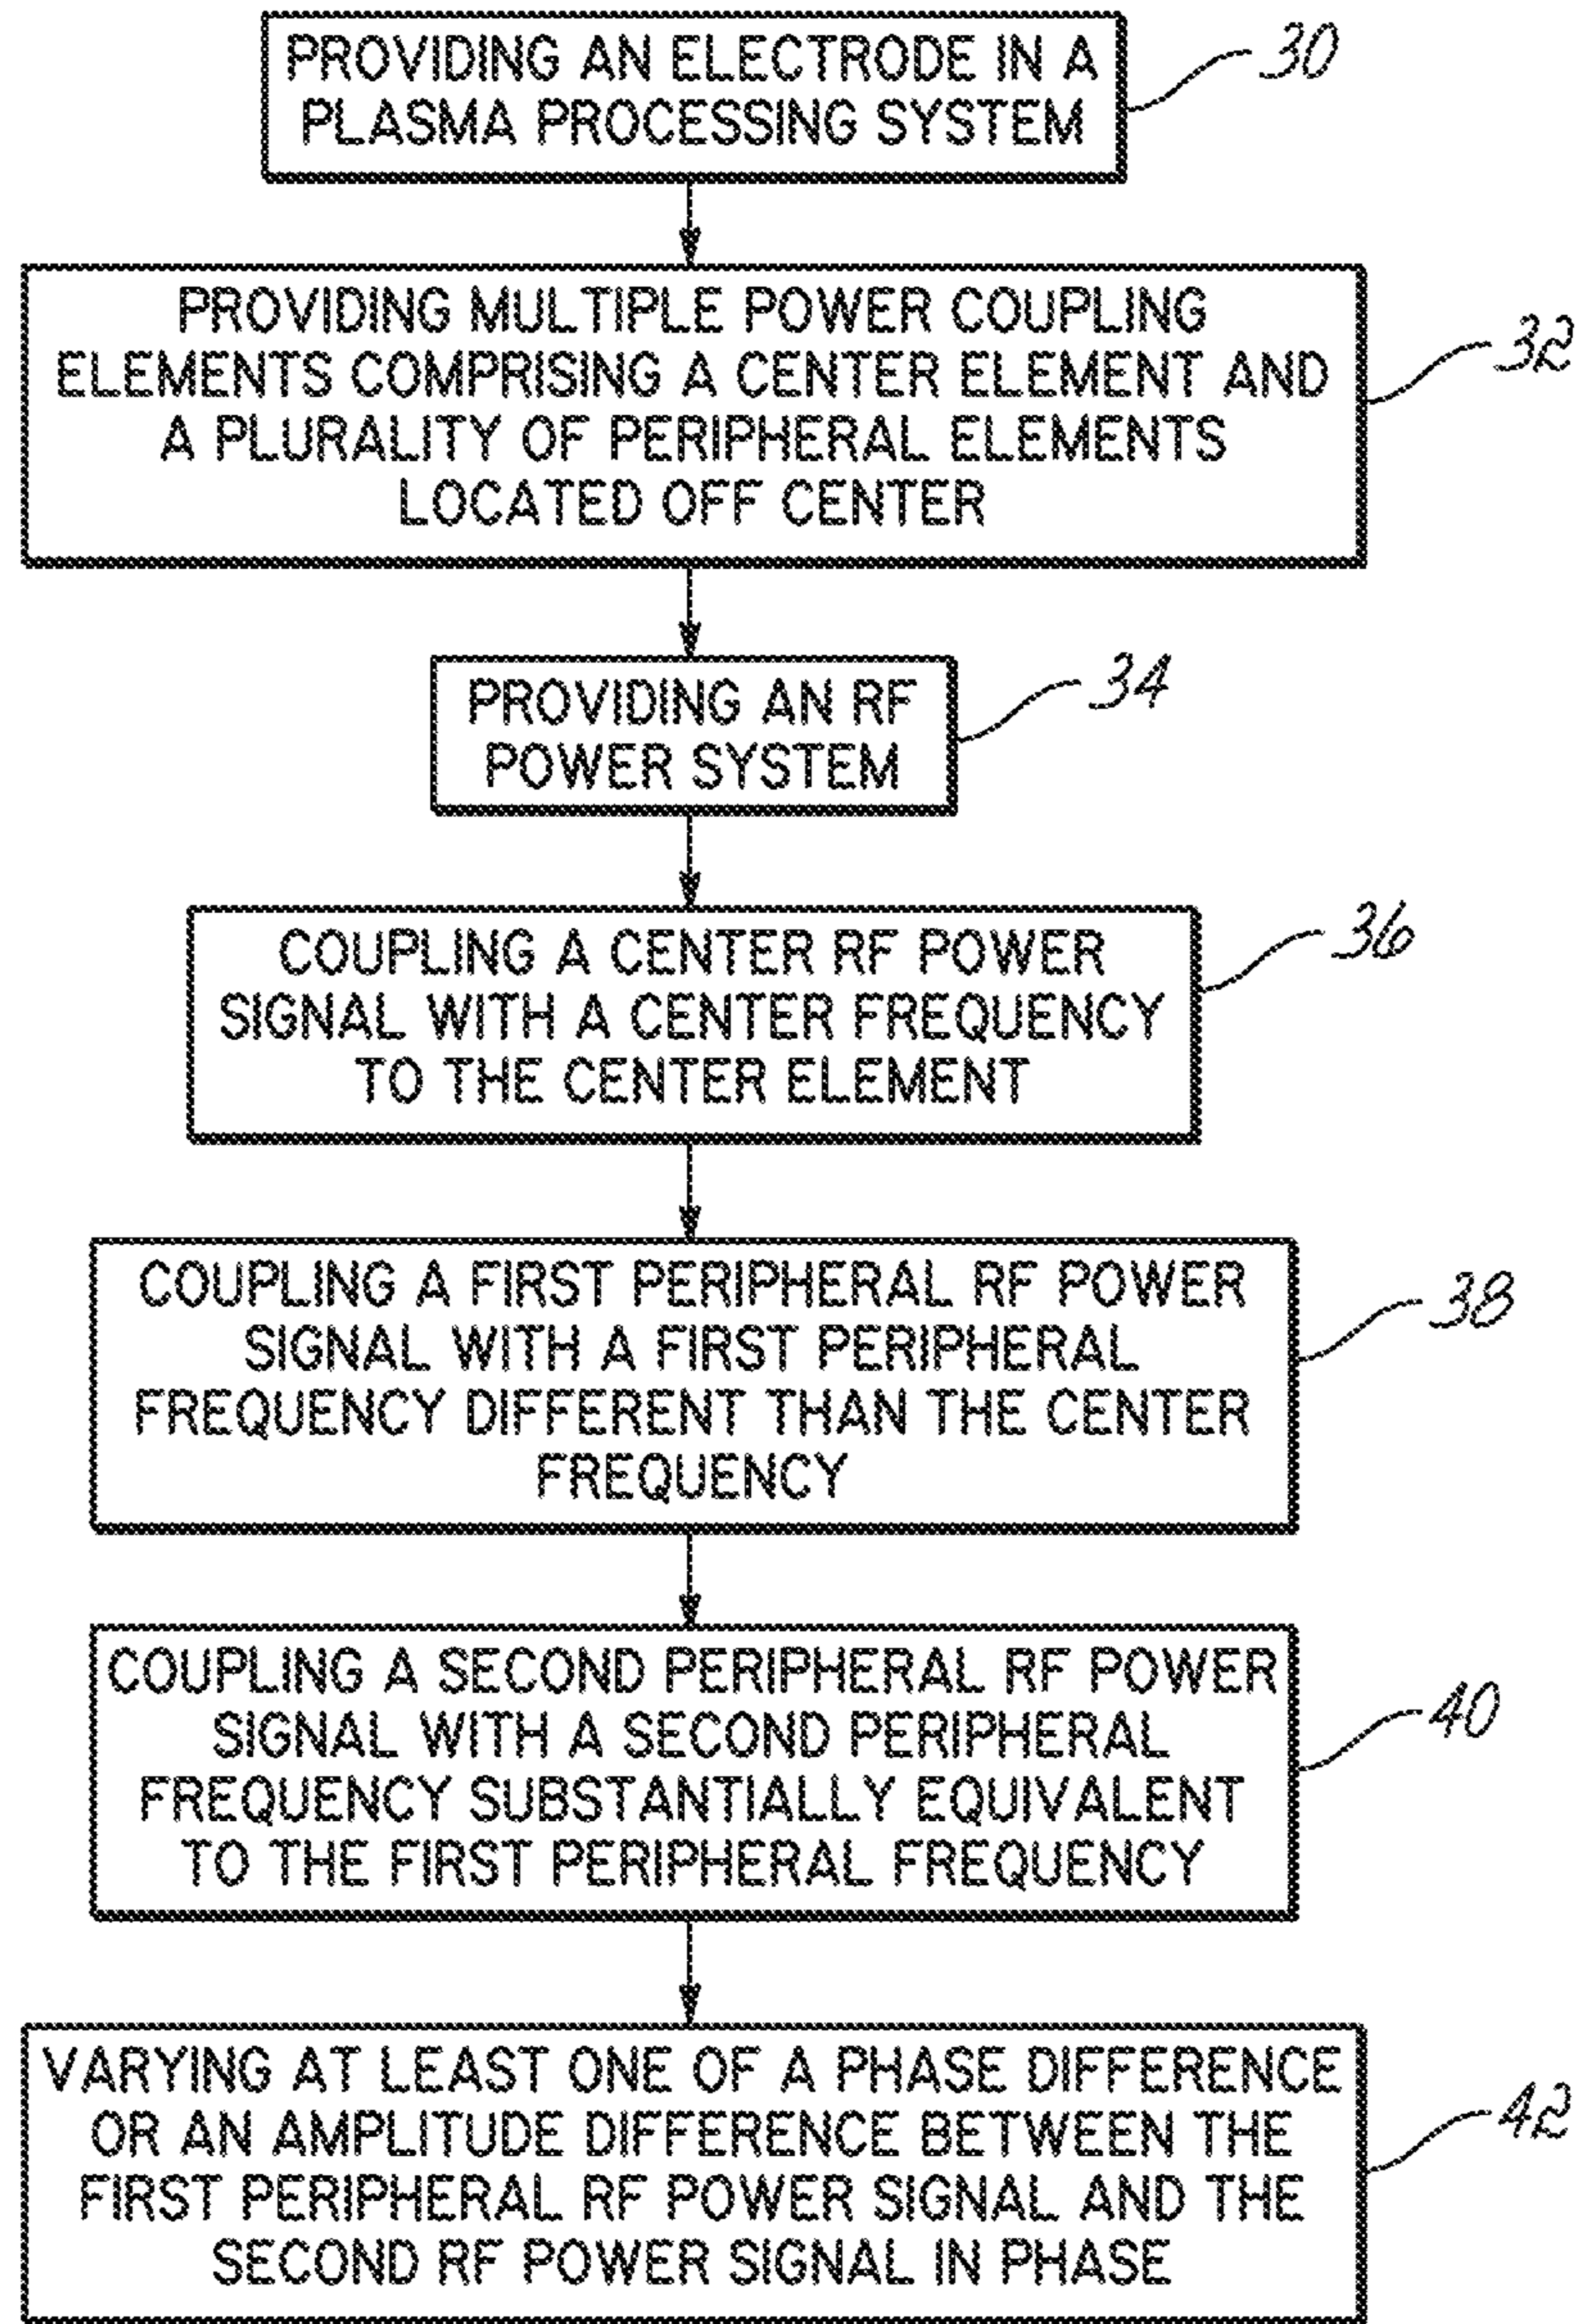 PROVIDING AN ELECTRODE IN A
PLASMA PROCESSING SYSTEM
30
PROVIDING MULTIPLE POWER COUPLING
ELEMENTS COMPRISING A CENTER ELEMENT AND
A PLURALITY OF PERIPHERAL ELEMENTS
LOCATED OFF CENTER
32
PROVIDING AN RF
POWER SYSTEM
34
COUPLING A CENTER RF POWER
SIGNAL WITH A CENTER FREQUENCY
TO THE CENTER ELEMENT
36
COUPLING A FIRST PERIPHERAL RF POWER
SIGNAL WITH A FIRST PERIPHERAL
FREQUENCY DIFFERENT THAN THE CENTER
FREQUENCY
38
COUPLING A SECOND PERIPHERAL RF POWER
SIGNAL WITH A SECOND PERIPHERAL
FREQUENCY SUBSTANTIALLY EQUIVALENT
TO THE FIRST PERIPHERAL FREQUENCY
40
VARYING AT LEAST ONE OF A PHASE DIFFERENCE
OR AN AMPLITUDE DIFFERENCE BETWEEN THE
FIRST PERIPHERAL RF POWER SIGNAL AND THE
SECOND RF POWER SIGNAL IN PHASE
42